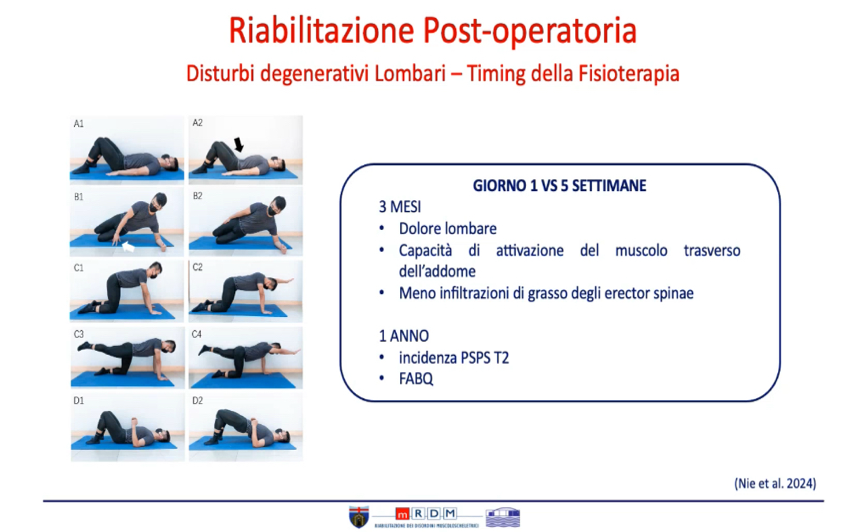 Riabilitazione Post-operatoria
Disturbi degenerativi Lombari – Timing della Fisioterapia
A1
A2
B1
B2
C1
C2
C3
C4
D1
D2
GIORNO 1 VS 5 SETTIMANE
3 MESI
• Dolore lombare
• Capacità di attivazione del muscolo trasverso
dell'addome
• Meno infiltrazioni di grasso degli erector spinae
1 ANNO
• incidenza PSPS T2
• FABQ
(Nie et al. 2024)
mRDM
RIABILITAZIONE DEI DISORDINI MUSCOLOSCHELETRICI